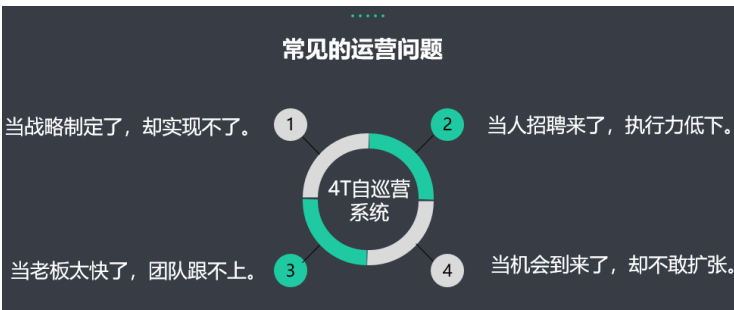 常见的运营问题
1
当战略制定了，却实现不了。
2
当人招聘来了，执行力低下。
4T自巡营
系统
3
当老板太快了，团队跟不上。
4
当机会到来了，却不敢扩张。